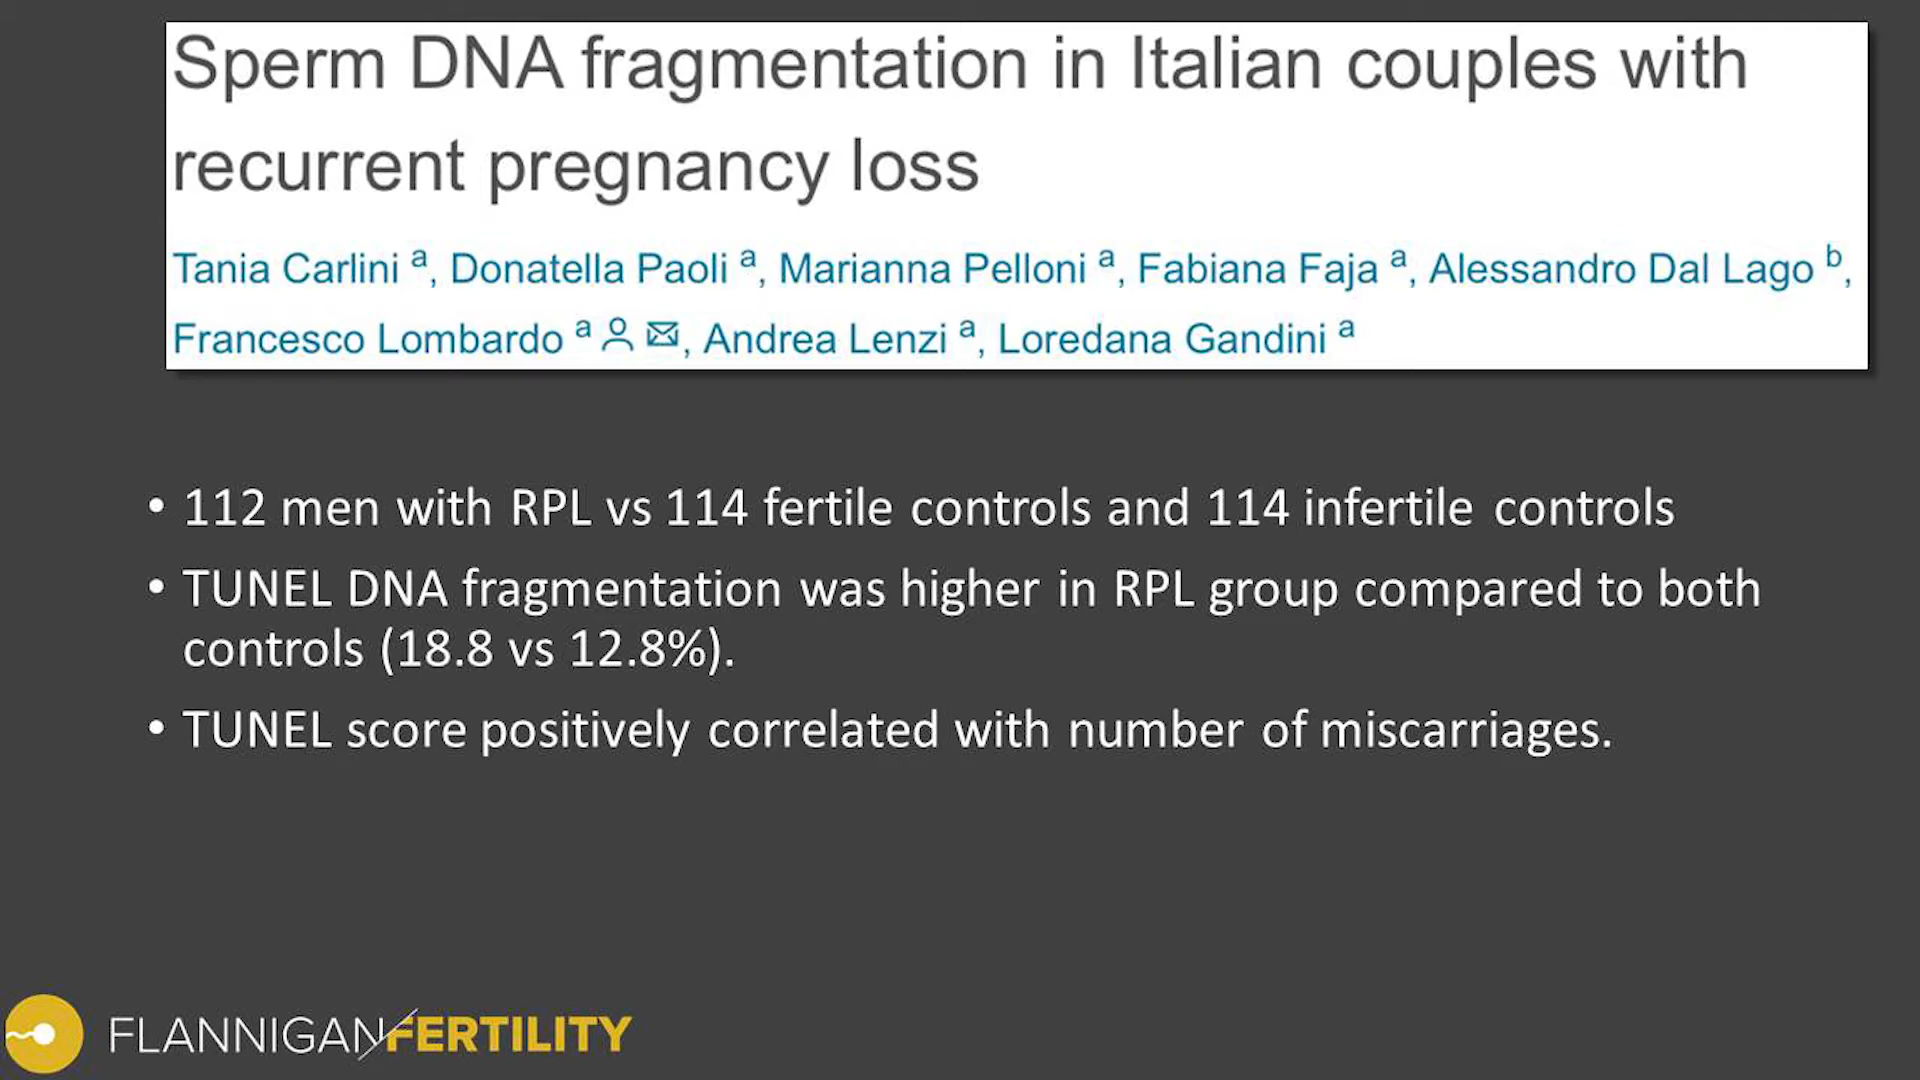 Sperm DNA fragmentation in Italian couples with
recurrent pregnancy loss
Tania Carlini a, Donatella Paoli a, Marianna Pelloni a, Fabiana Faja a, Alessandro Dal Lago b,
Francesco Lombardo a, Andrea Lenzi a, Loredana Gandini a
• 112 men with RPL vs 114 fertile controls and 114 infertile controls
• TUNEL DNA fragmentation was higher in RPL group compared to both
controls (18.8 vs 12.8%).
• TUNEL score positively correlated with number of miscarriages.
FLANNIGAN/FERTILITY